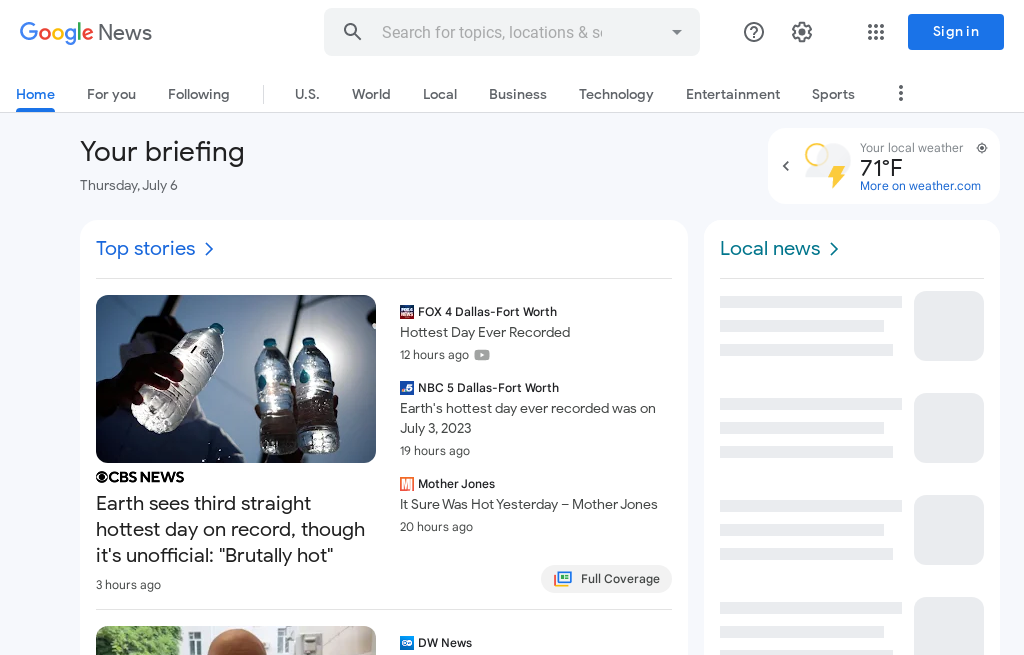 Google News
Search for topics, locations & so
Sign in
Home
For you
Following
U.S.
World
Local
Business
Technology
Entertainment
Sports
Your briefing
Thursday, July 6
Your local weather
71°F
More on weather.com
Top stories
Local news
CBS NEWS
Earth sees third straight
hottest day on record, though
it's unofficial: "Brutally hot"
3 hours ago
FOX 4 Dallas-Fort Worth
Hottest Day Ever Recorded
12 hours ago
NBC 5 Dallas-Fort Worth
Earth's hottest day ever recorded was on
July 3, 2023
19 hours ago
Mother Jones
It Sure Was Hot Yesterday – Mother Jones
20 hours ago
Full Coverage
DW News